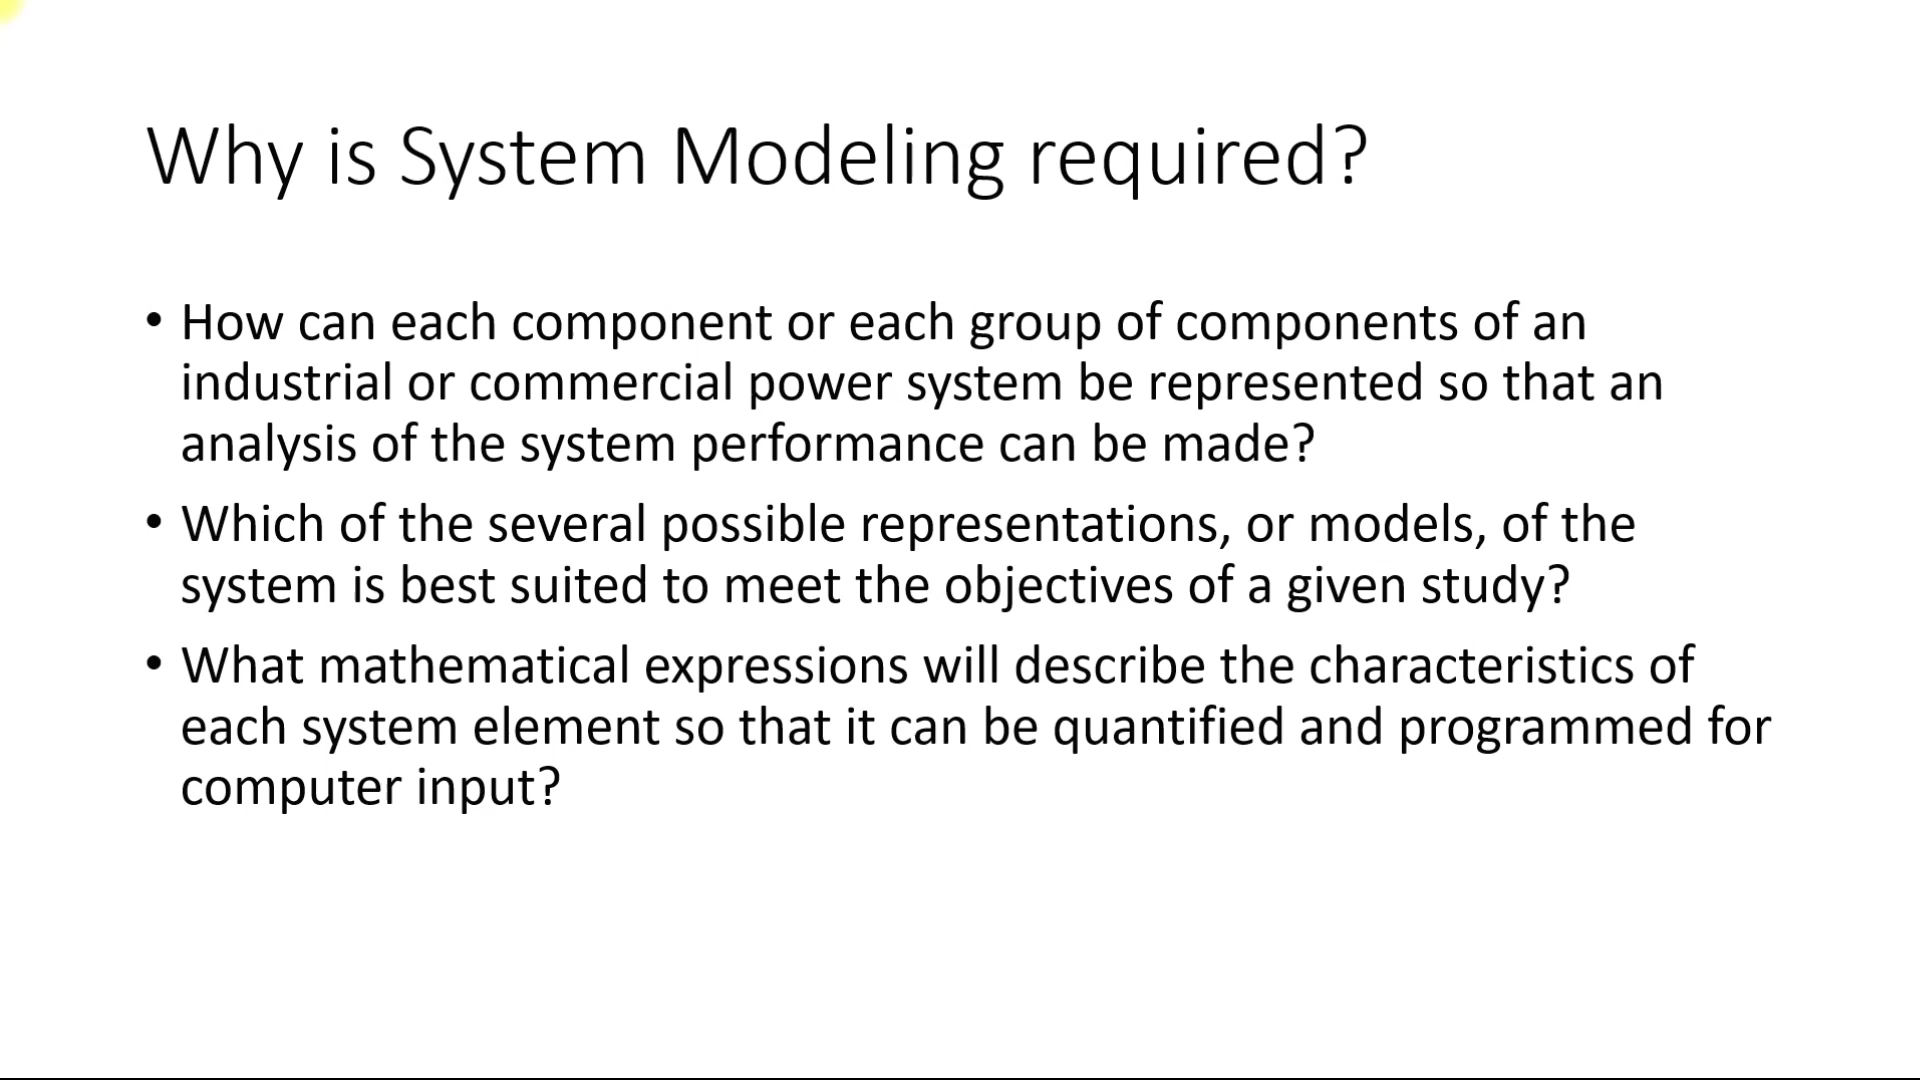 Why is System Modeling required?
• How can each component or each group of components of an
industrial or commercial power system be represented so that an
analysis of the system performance can be made?
• Which of the several possible representations, or models, of the
system is best suited to meet the objectives of a given study?
• What mathematical expressions will describe the characteristics of
each system element so that it can be quantified and programmed for
computer input?